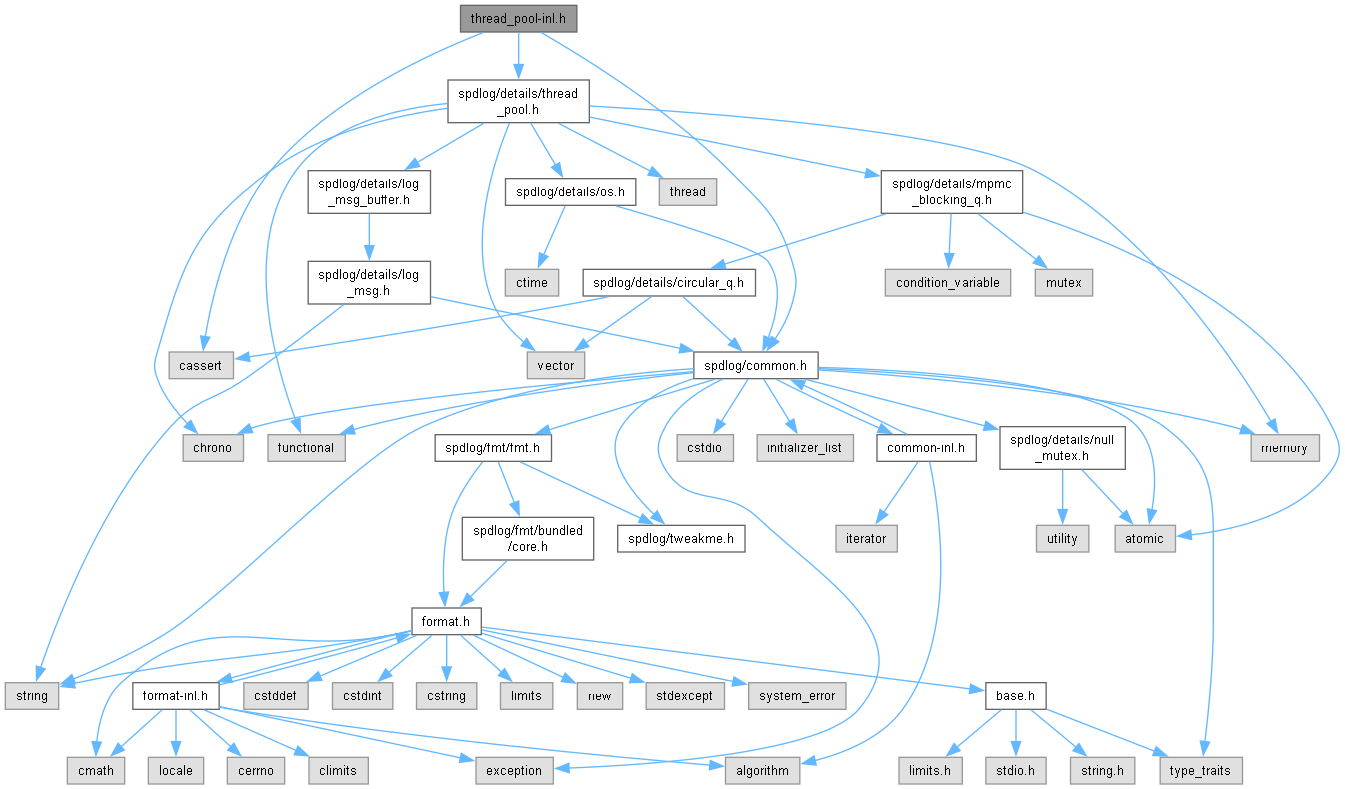 thread_pool-inl.h
spdlog/details/thread
_pool.h
spdlog/details/log
_msg_buffer.h
spdlog/details/os.h
thread
spdlog/details/mpmc
_blocking_q.h
spdlog/details/log
_msg.h
ctime
spdlog/details/circular_q.h
condition_variable
mutex
cassert
vector
spdlog/common.h
chrono
functional
spdlog/fmt/fmt.h
cstdio
initializer_list
common-inl.h
spdlog/details/null
_mutex.h
memory
spdlog/fmt/bundled
/core.h
spdlog/tweakme.h
iterator
utility
atomic
format.h
string
format-inl.h
cstddef
cstdint
cstring
limits
new
stdexcept
system_error
base.h
cmath
locale
cerrno
climits
exception
algorithm
limits.h
stdio.h
string.h
type_traits